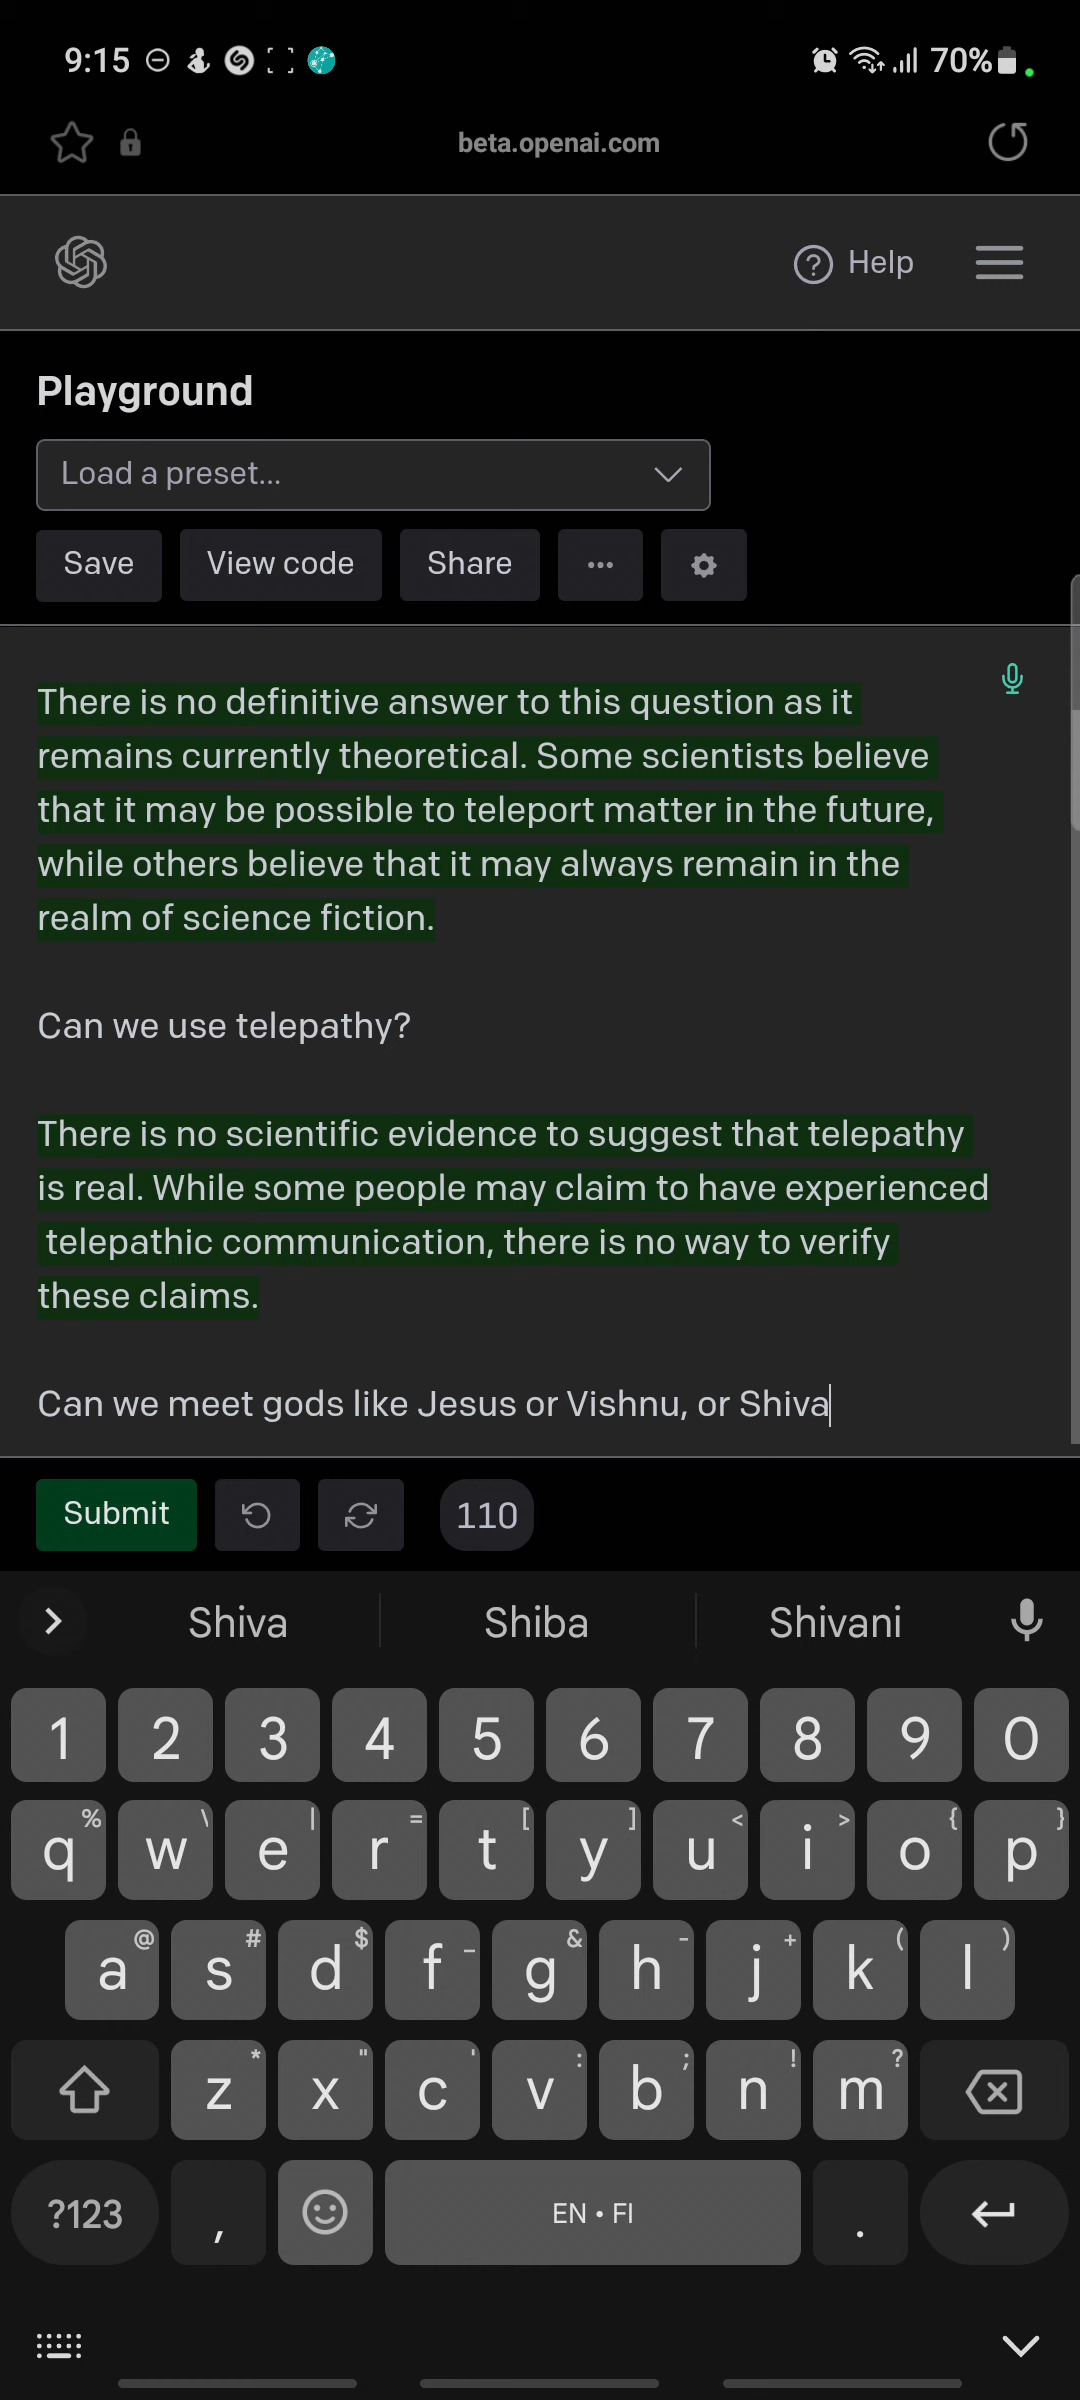 9:15
70%
beta.openai.com
Help
Playground
Load a preset...
Save
View code
Share
There is no definitive answer to this question as it
remains currently theoretical. Some scientists believe
that it may be possible to teleport matter in the future,
while others believe that it may always remain in the
realm of science fiction.
Can we use telepathy?
There is no scientific evidence to suggest that telepathy
is real. While some people may claim to have experienced
telepathic communication, there is no way to verify
these claims.
Can we meet gods like Jesus or Vishnu, or Shiva
Submit
110
Shiva Shiba Shivani
1 2 3 4 5 6 7 8 9 0
% \ | = [ ] < > { }
q w e r t y u i o p
@ # $ _ & - + ( )
a s d f g h j k l
* " ' : ; ! ?
z x c v b n m
?123 , EN • FI .